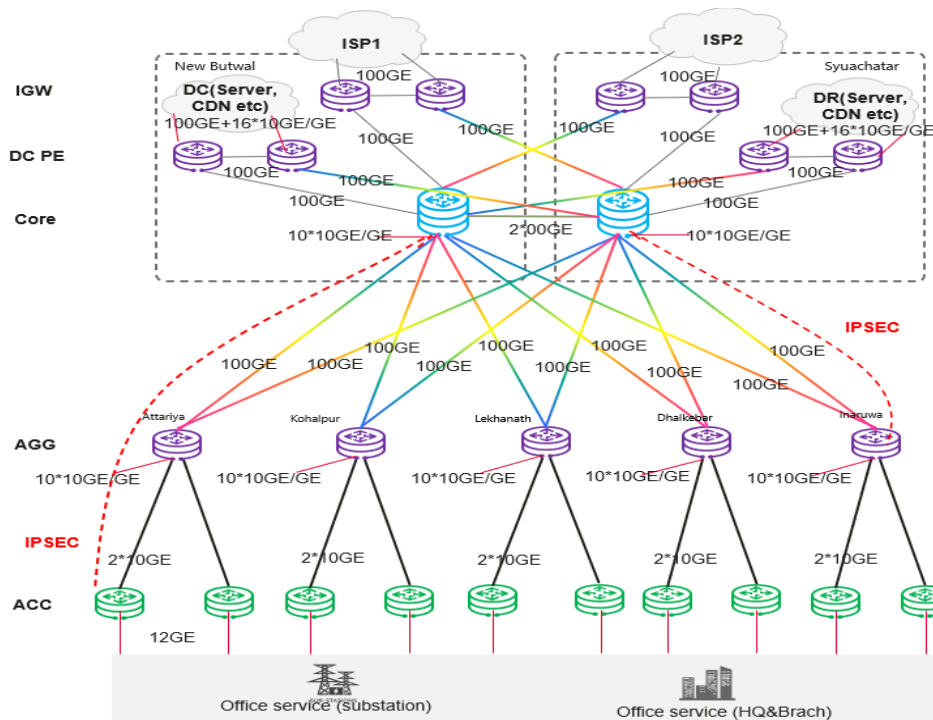 ISP1
ISP2
New Butwal
Syuachatar
IGW
100GE
100GE
DC(Server,
CDN etc)
DR(Server,
CDN etc)
100GE+16*10GE/GE
100GE
100GE
100GE+16*10GE/GE
DC PE
100GE
100GE
100GE
100GE
100GE
100GE
Core
2*00GE
10*10GE/GE
10*10GE/GE
IPSEC
100GE
100GE
100GE
100GE
100GE
100GE
100GE
100GE
100GE
100GE
Attariya
Kohalpur
Lekhanath
Dhalkebar
Inaruwa
AGG
10*10GE/GE
10*10GE/GE
10*10GE/GE
10*10GE/GE
10*10GE/GE
IPSEC
2*10GE
2*10GE
2*10GE
2*10GE
2*10GE
ACC
12GE
SUB STATIONS
Office service (substation)
Office service (HQ&Brach)